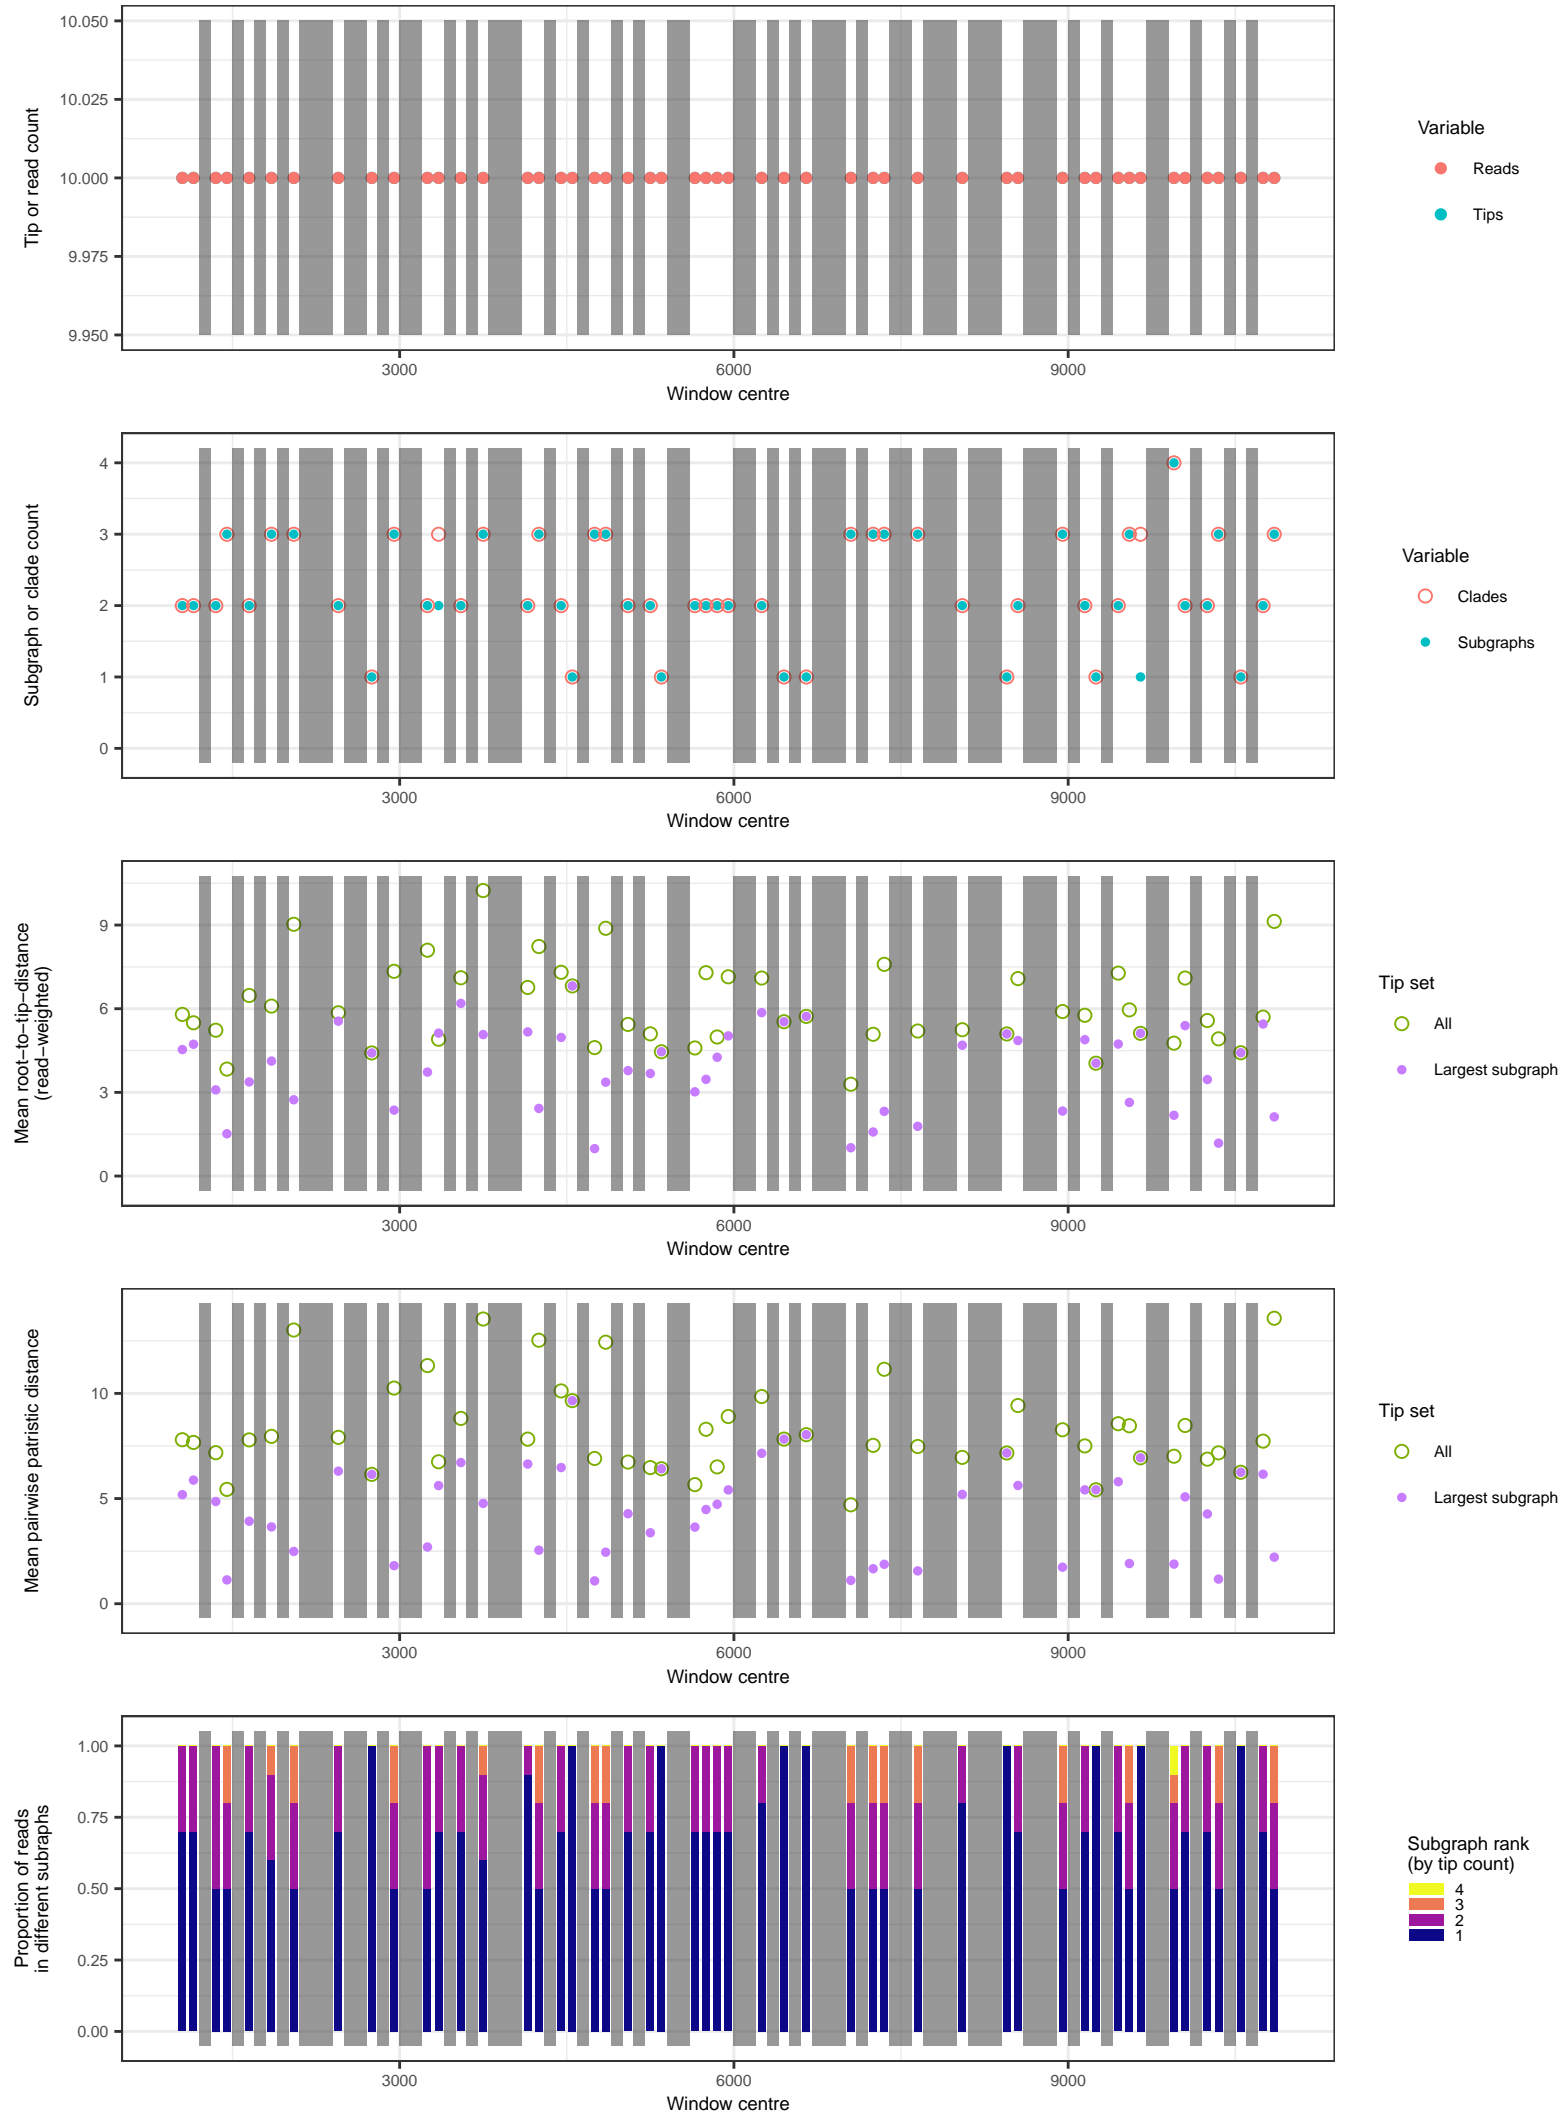 10.050
10.025
10.000
9.975
9.950
Tip or read count
3000
6000
9000
Window centre
Variable
Reads
Tips
4
3
2
1
0
Subgraph or clade count
3000
6000
9000
Window centre
Variable
Clades
Subgraphs
9
6
3
0
Mean root−to−tip−distance
(read−weighted)
3000
6000
9000
Window centre
Tip set
All
Largest subgraph
10
5
0
Mean pairwise patristic distance
3000
6000
9000
Window centre
Tip set
All
Largest subgraph
1.00
0.75
0.50
0.25
0.00
Proportion of reads
in different subraphs
3000
6000
9000
Window centre
Subgraph rank
(by tip count)
4
3
2
1